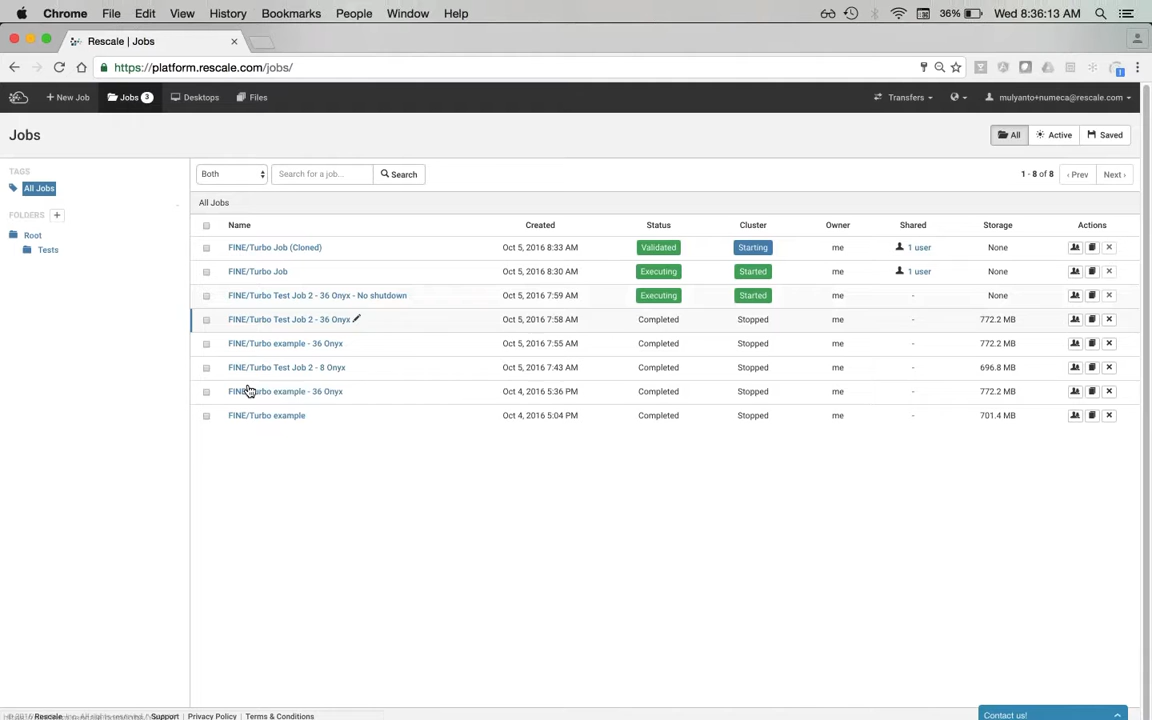 Chrome File Edit View History Bookmarks People Window Help 36% Wed 8:36:13 AM
Rescale | Jobs
https://platform.rescale.com/jobs/
+ New Job Jobs 3 Desktops Files Transfers mulyanto+numeca@rescale.com
Jobs All Active Saved
TAGS
All Jobs
FOLDERS +
Root
Tests
Both Search for a job... Search 1 - 8 of 8 ‹ Prev Next ›
All Jobs
Name Created Status Cluster Owner Shared Storage Actions
FINE/Turbo Job (Cloned) Oct 5, 2016 8:33 AM Validated Starting me 1 user None
FINE/Turbo Job Oct 5, 2016 8:30 AM Executing Started me 1 user None
FINE/Turbo Test Job 2 - 36 Onyx - No shutdown Oct 5, 2016 7:59 AM Executing Started me - None
FINE/Turbo Test Job 2 - 36 Onyx Oct 5, 2016 7:58 AM Completed Stopped me - 772.2 MB
FINE/Turbo example - 36 Onyx Oct 5, 2016 7:55 AM Completed Stopped me - 772.2 MB
FINE/Turbo Test Job 2 - 8 Onyx Oct 5, 2016 7:43 AM Completed Stopped me - 696.8 MB
FINE/Turbo example - 36 Onyx Oct 4, 2016 5:36 PM Completed Stopped me - 772.2 MB
FINE/Turbo example Oct 4, 2016 5:04 PM Completed Stopped me - 701.4 MB
Rescale Support Privacy Policy Terms & Conditions Contact us!